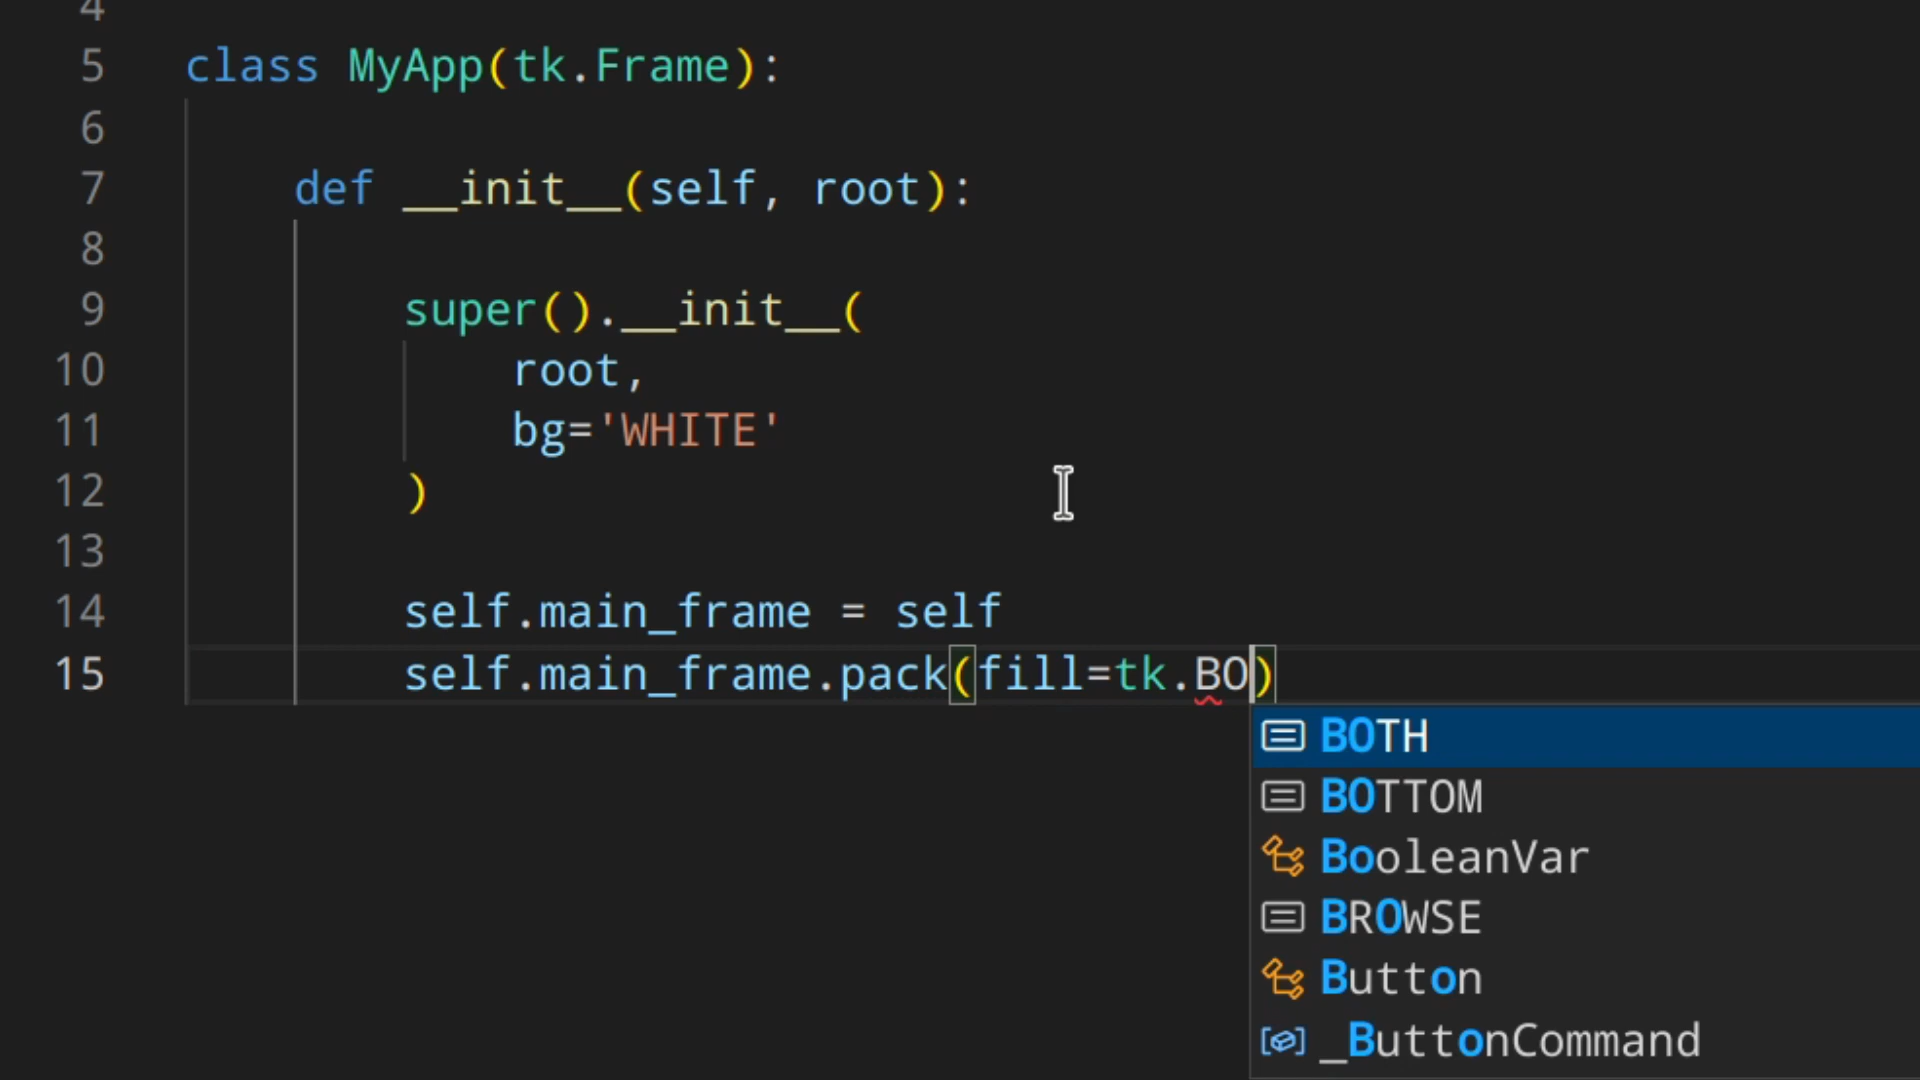 4
5 class MyApp(tk.Frame):
6
7 def __init__(self, root):
8
9 super().__init__(
10 root,
11 bg='WHITE'
12 )
13
14 self.main_frame = self
15 self.main_frame.pack(fill=tk.BO)
BOTH
BOTTOM
BooleanVar
BROWSE
Button
_ButtonCommand